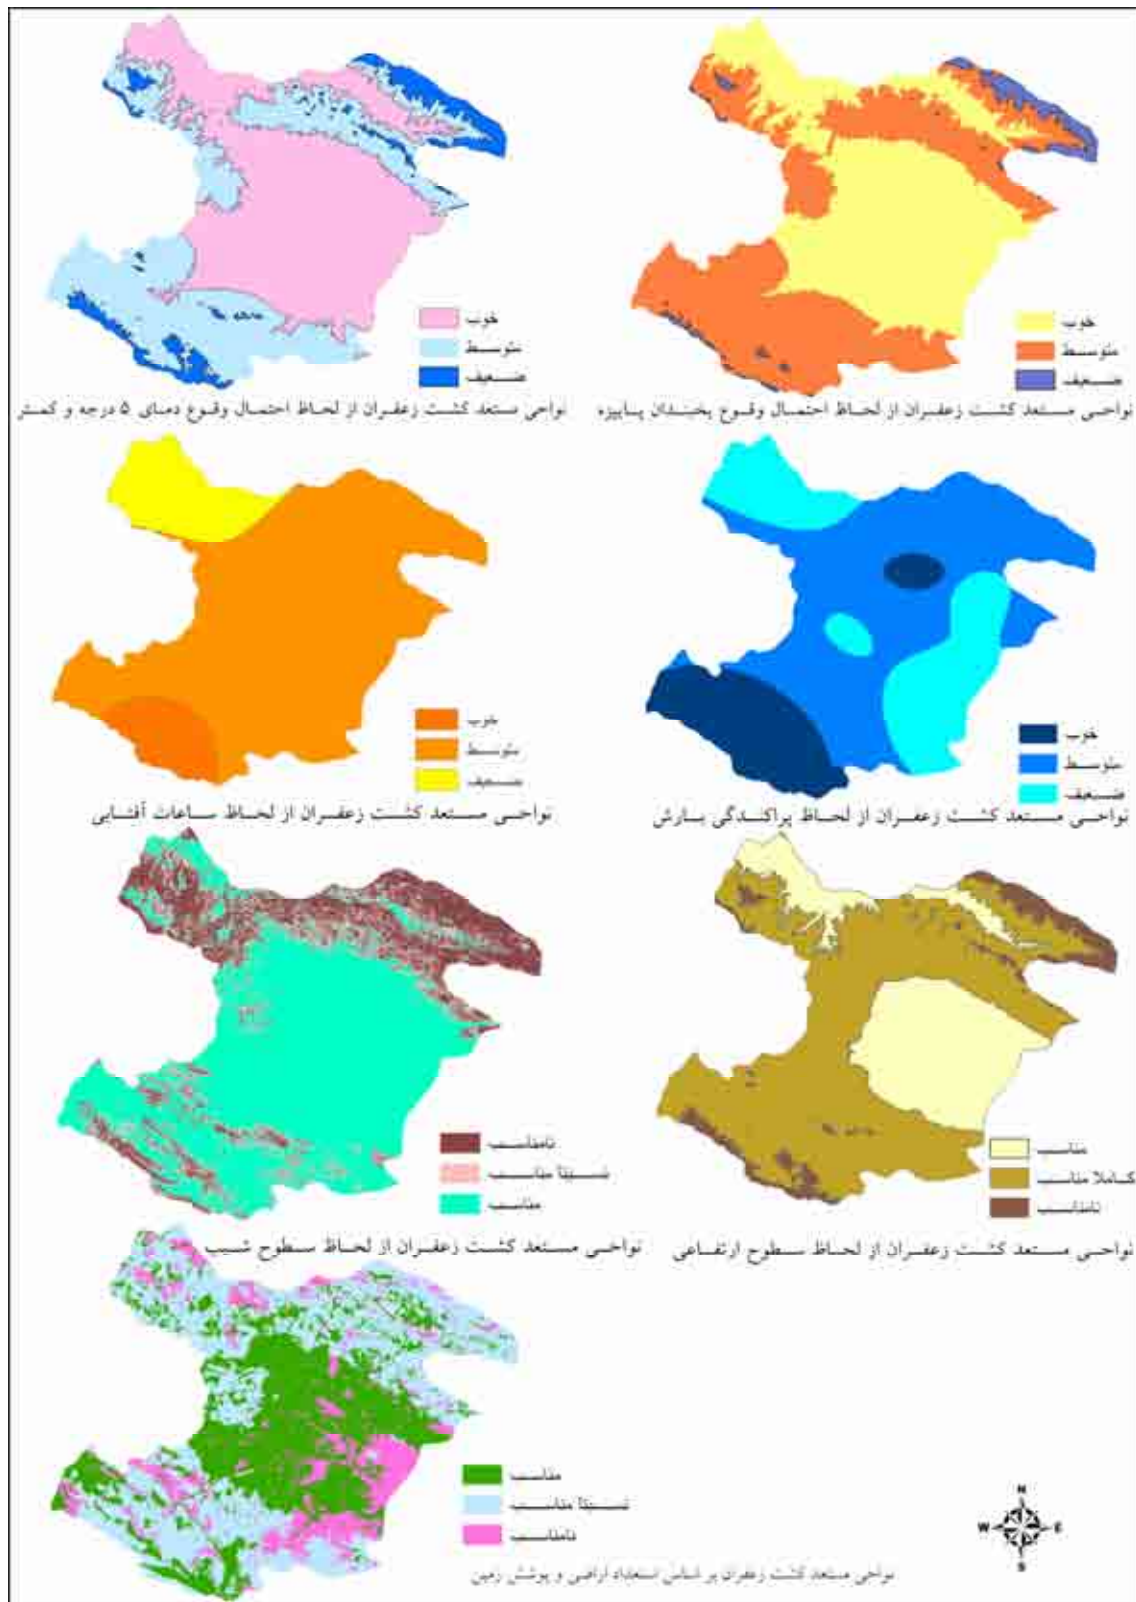 خوب
متوسط
ضعیف
نواحی مستعد کشت زعفران از لحاظ احتمال وقوع یخبندان پاییزه
خوب
متوسط
ضعیف
نواحی مستعد کشت زعفران از لحاظ احتمال وقوع دمای ۵ درجه و کمتر
خوب
متوسط
ضعیف
نواحی مستعد کشت زعفران از لحاظ پراکندگی بارش
خوب
متوسط
ضعیف
نواحی مستعد کشت زعفران از لحاظ ساعات آفتابی
مناسب
کاملا مناسب
نامناسب
نواحی مستعد کشت زعفران از لحاظ سطوح ارتفاعی
نامناسب
نسبتاً مناسب
مناسب
نواحی مستعد کشت زعفران از لحاظ سطوح شیب
مناسب
نسبتاً مناسب
نامناسب
نواحی مستعد کشت زعفران بر اساس استعداد اراضی و پوشش زمین
N
W E
S